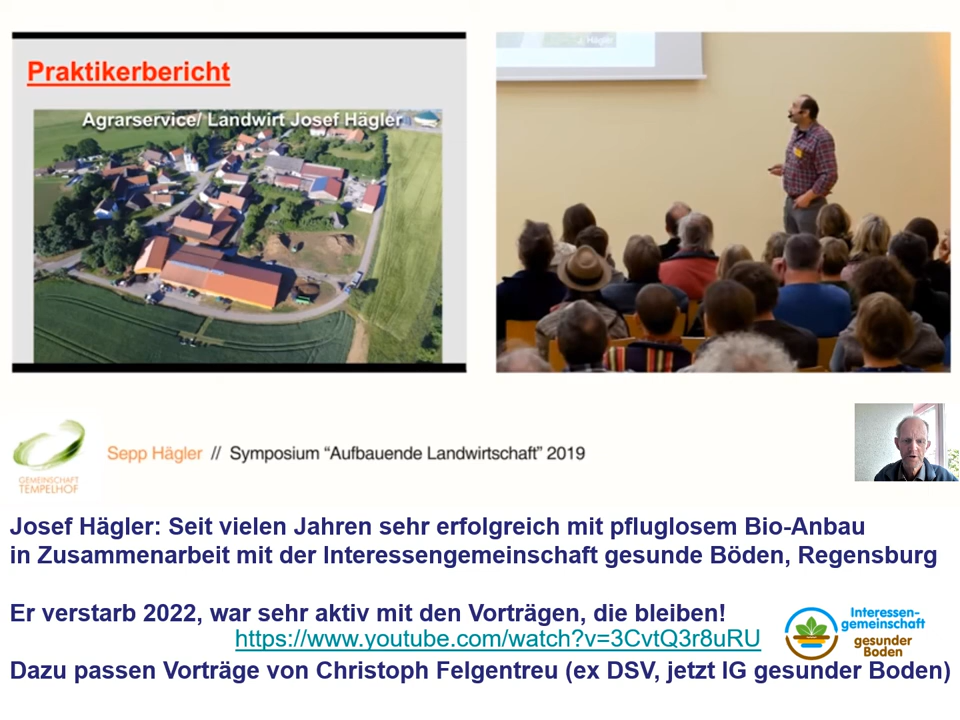 Praktikerbericht
Agrarservice/ Landwirt Josef Hägler
J. Hägler
GEMEINSCHAFT
TEMPELHOF
Sepp Hägler // Symposium “Aufbauende Landwirtschaft” 2019
Josef Hägler: Seit vielen Jahren sehr erfolgreich mit pfluglosem Bio-Anbau
in Zusammenarbeit mit der Interessengemeinschaft gesunde Böden, Regensburg
Er verstarb 2022, war sehr aktiv mit den Vorträgen, die bleiben!
https://www.youtube.com/watch?v=3CvtQ3r8uRU
Interessen-
gemeinschaft
gesunder
Boden
Dazu passen Vorträge von Christoph Felgentreu (ex DSV, jetzt IG gesunder Boden)